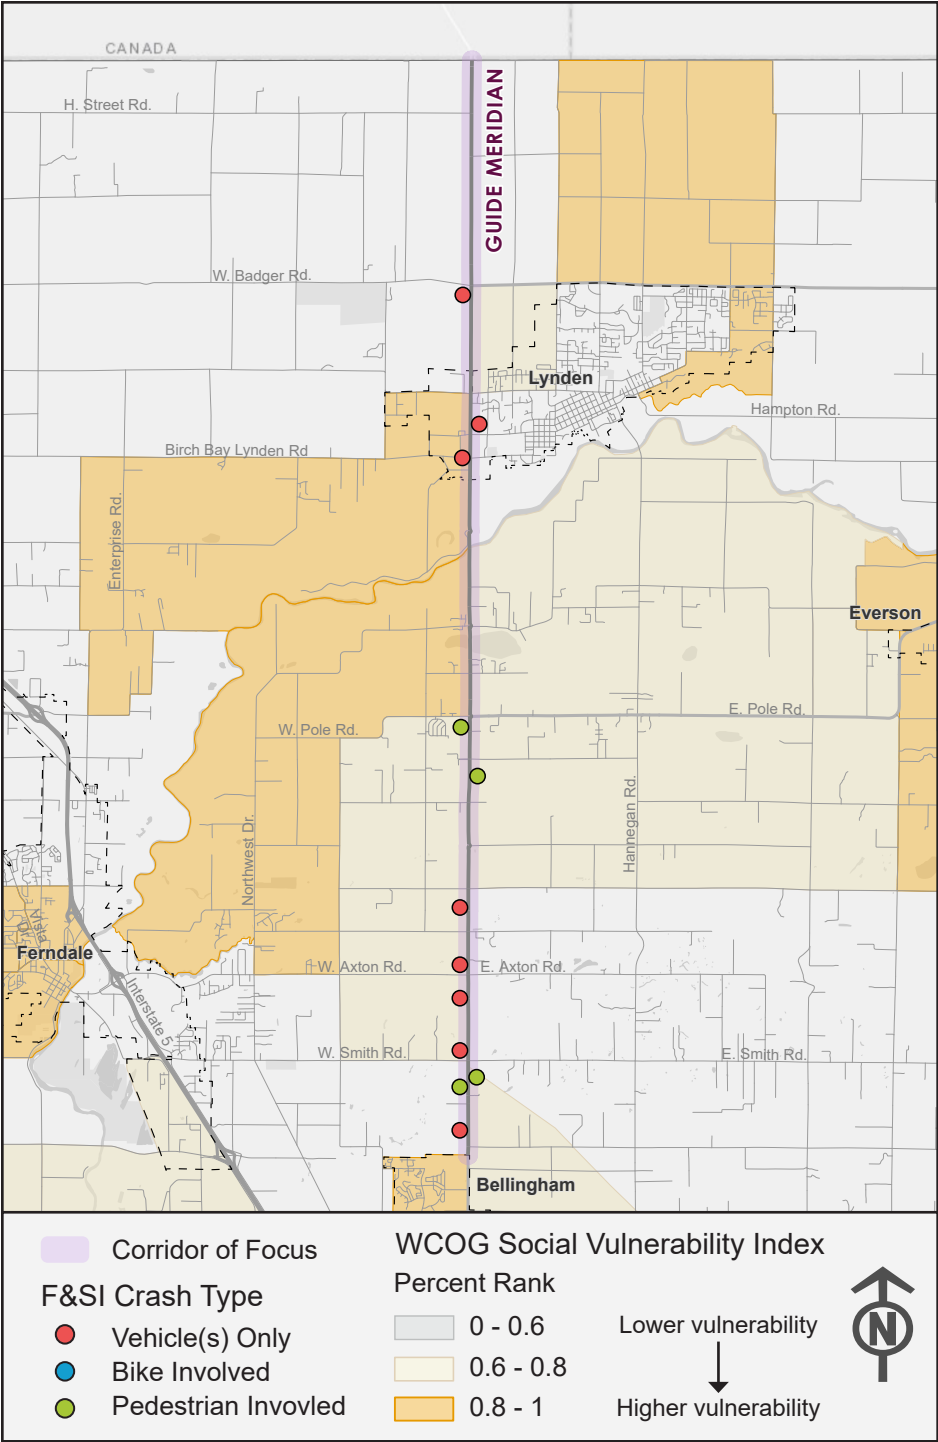 CANADA
GUIDE MERIDIAN
H. Street Rd.
W. Badger Rd.
Lynden
Hampton Rd.
Birch Bay Lynden Rd
Enterprise Rd.
Everson
E. Pole Rd.
W. Pole Rd.
Hannegan Rd.
Northwest Dr.
Vista Dr.
Ferndale
W. Axton Rd.
E. Axton Rd.
Interstate 5
W. Smith Rd.
E. Smith Rd.
Bellingham
Corridor of Focus
F&SI Crash Type
Vehicle(s) Only
Bike Involved
Pedestrian Invovled
WCOG Social Vulnerability Index
Percent Rank
0 - 0.6
0.6 - 0.8
0.8 - 1
Lower vulnerability
Higher vulnerability
N